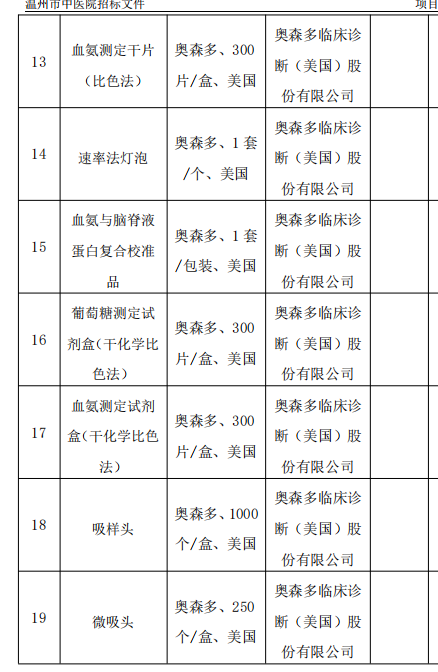 温州市中医院招标文件 项目
13
血氨测定干片
（比色法）
奥森多、300
片/盒、美国
奥森多临床诊
断（美国）股
份有限公司
14
速率法灯泡
奥森多、1 套
/个、美国
奥森多临床诊
断（美国）股
份有限公司
15
血氨与脑脊液
蛋白复合校准
品
奥森多、1 套
/包装、美国
奥森多临床诊
断（美国）股
份有限公司
16
葡萄糖测定试
剂盒（干化学比
色法）
奥森多、300
片/盒、美国
奥森多临床诊
断（美国）股
份有限公司
17
血氨测定试剂
盒（干化学比色
法）
奥森多、300
片/盒、美国
奥森多临床诊
断（美国）股
份有限公司
18
吸样头
奥森多、1000
个/盒、美国
奥森多临床诊
断（美国）股
份有限公司
19
微吸头
奥森多、250
个/盒、美国
奥森多临床诊
断（美国）股
份有限公司